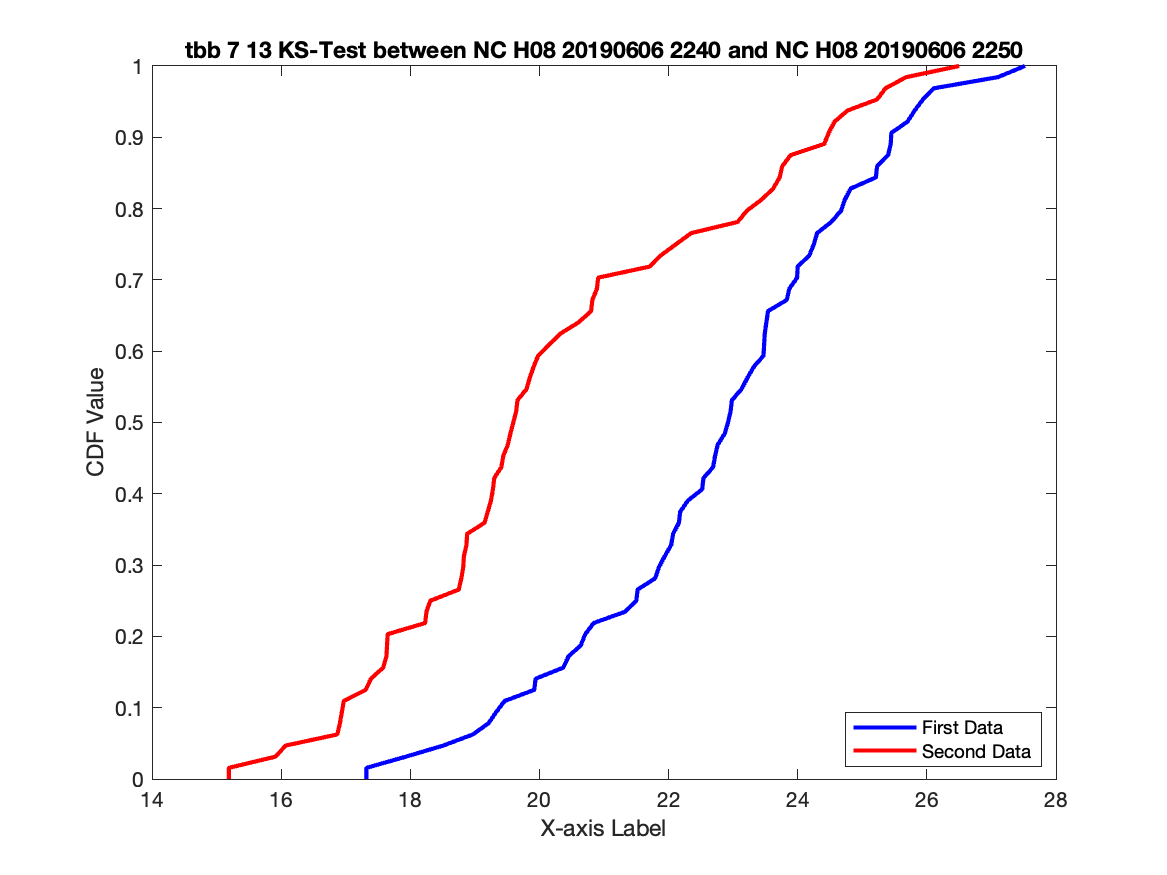 tbb 7 13 KS-Test between NC H08 20190606 2240 and NC H08 20190606 2250
1
0.9
0.8
0.7
0.6
0.5
0.4
0.3
0.2
0.1
0
CDF Value
14 16 18 20 22 24 26 28
X-axis Label
First Data
Second Data